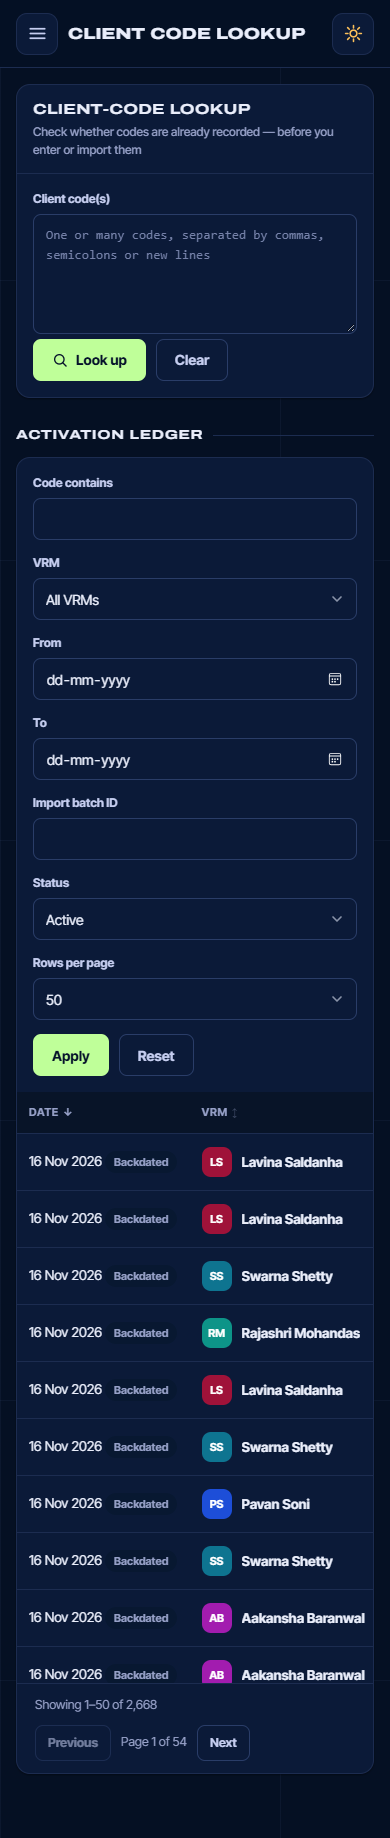 CLIENT CODE LOOKUP
CLIENT-CODE LOOKUP
Check whether codes are already recorded — before you
enter or import them
Client code(s)
One or many codes, separated by commas,
semicolons or new lines
Look up
Clear
ACTIVATION LEDGER
Code contains
VRM
All VRMs
From
dd-mm-yyyy
To
dd-mm-yyyy
Import batch ID
Status
Active
Rows per page
50
Apply
Reset
DATE ↓ VRM ↕
16 Nov 2026 Backdated LS Lavina Saldanha
16 Nov 2026 Backdated LS Lavina Saldanha
16 Nov 2026 Backdated SS Swarna Shetty
16 Nov 2026 Backdated RM Rajashri Mohandas
16 Nov 2026 Backdated LS Lavina Saldanha
16 Nov 2026 Backdated SS Swarna Shetty
16 Nov 2026 Backdated PS Pavan Soni
16 Nov 2026 Backdated SS Swarna Shetty
16 Nov 2026 Backdated AB Aakansha Baranwal
16 Nov 2026 Backdated AB Aakansha Baranwal
Showing 1–50 of 2,668
Previous Page 1 of 54 Next